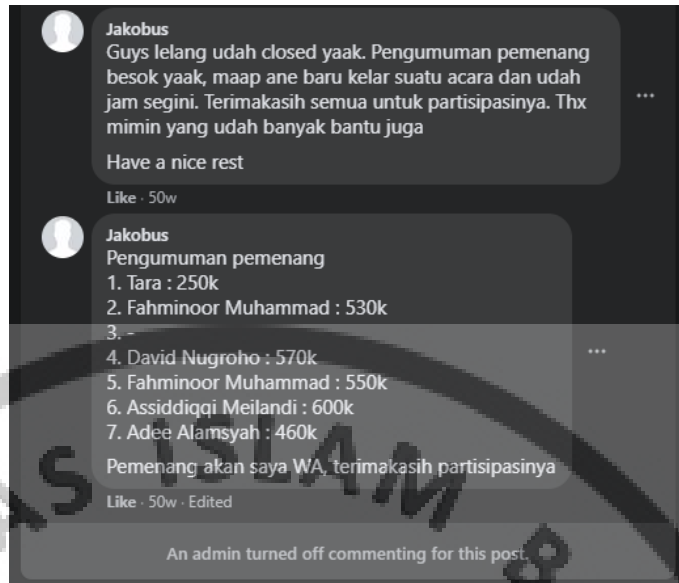 Jakobus
Guys lelang udah closed yaak. Pengumuman pemenang
besok yaak, maap ane baru kelar suatu acara dan udah
jam segini. Terimakasih semua untuk partisipasinya. Thx
mimin yang udah banyak bantu juga
Have a nice rest
Like · 50w
Jakobus
Pengumuman pemenang
1. Tara : 250k
2. Fahminoor Muhammad : 530k
3. -
4. David Nugroho : 570k
5. Fahminoor Muhammad : 550k
6. Assiddiqqi Meilandi : 600k
7. Adee Alamsyah : 460k
Pemenang akan saya WA, terimakasih partisipasinya
Like · 50w · Edited
An admin turned off commenting for this post.
AS ISLAM &